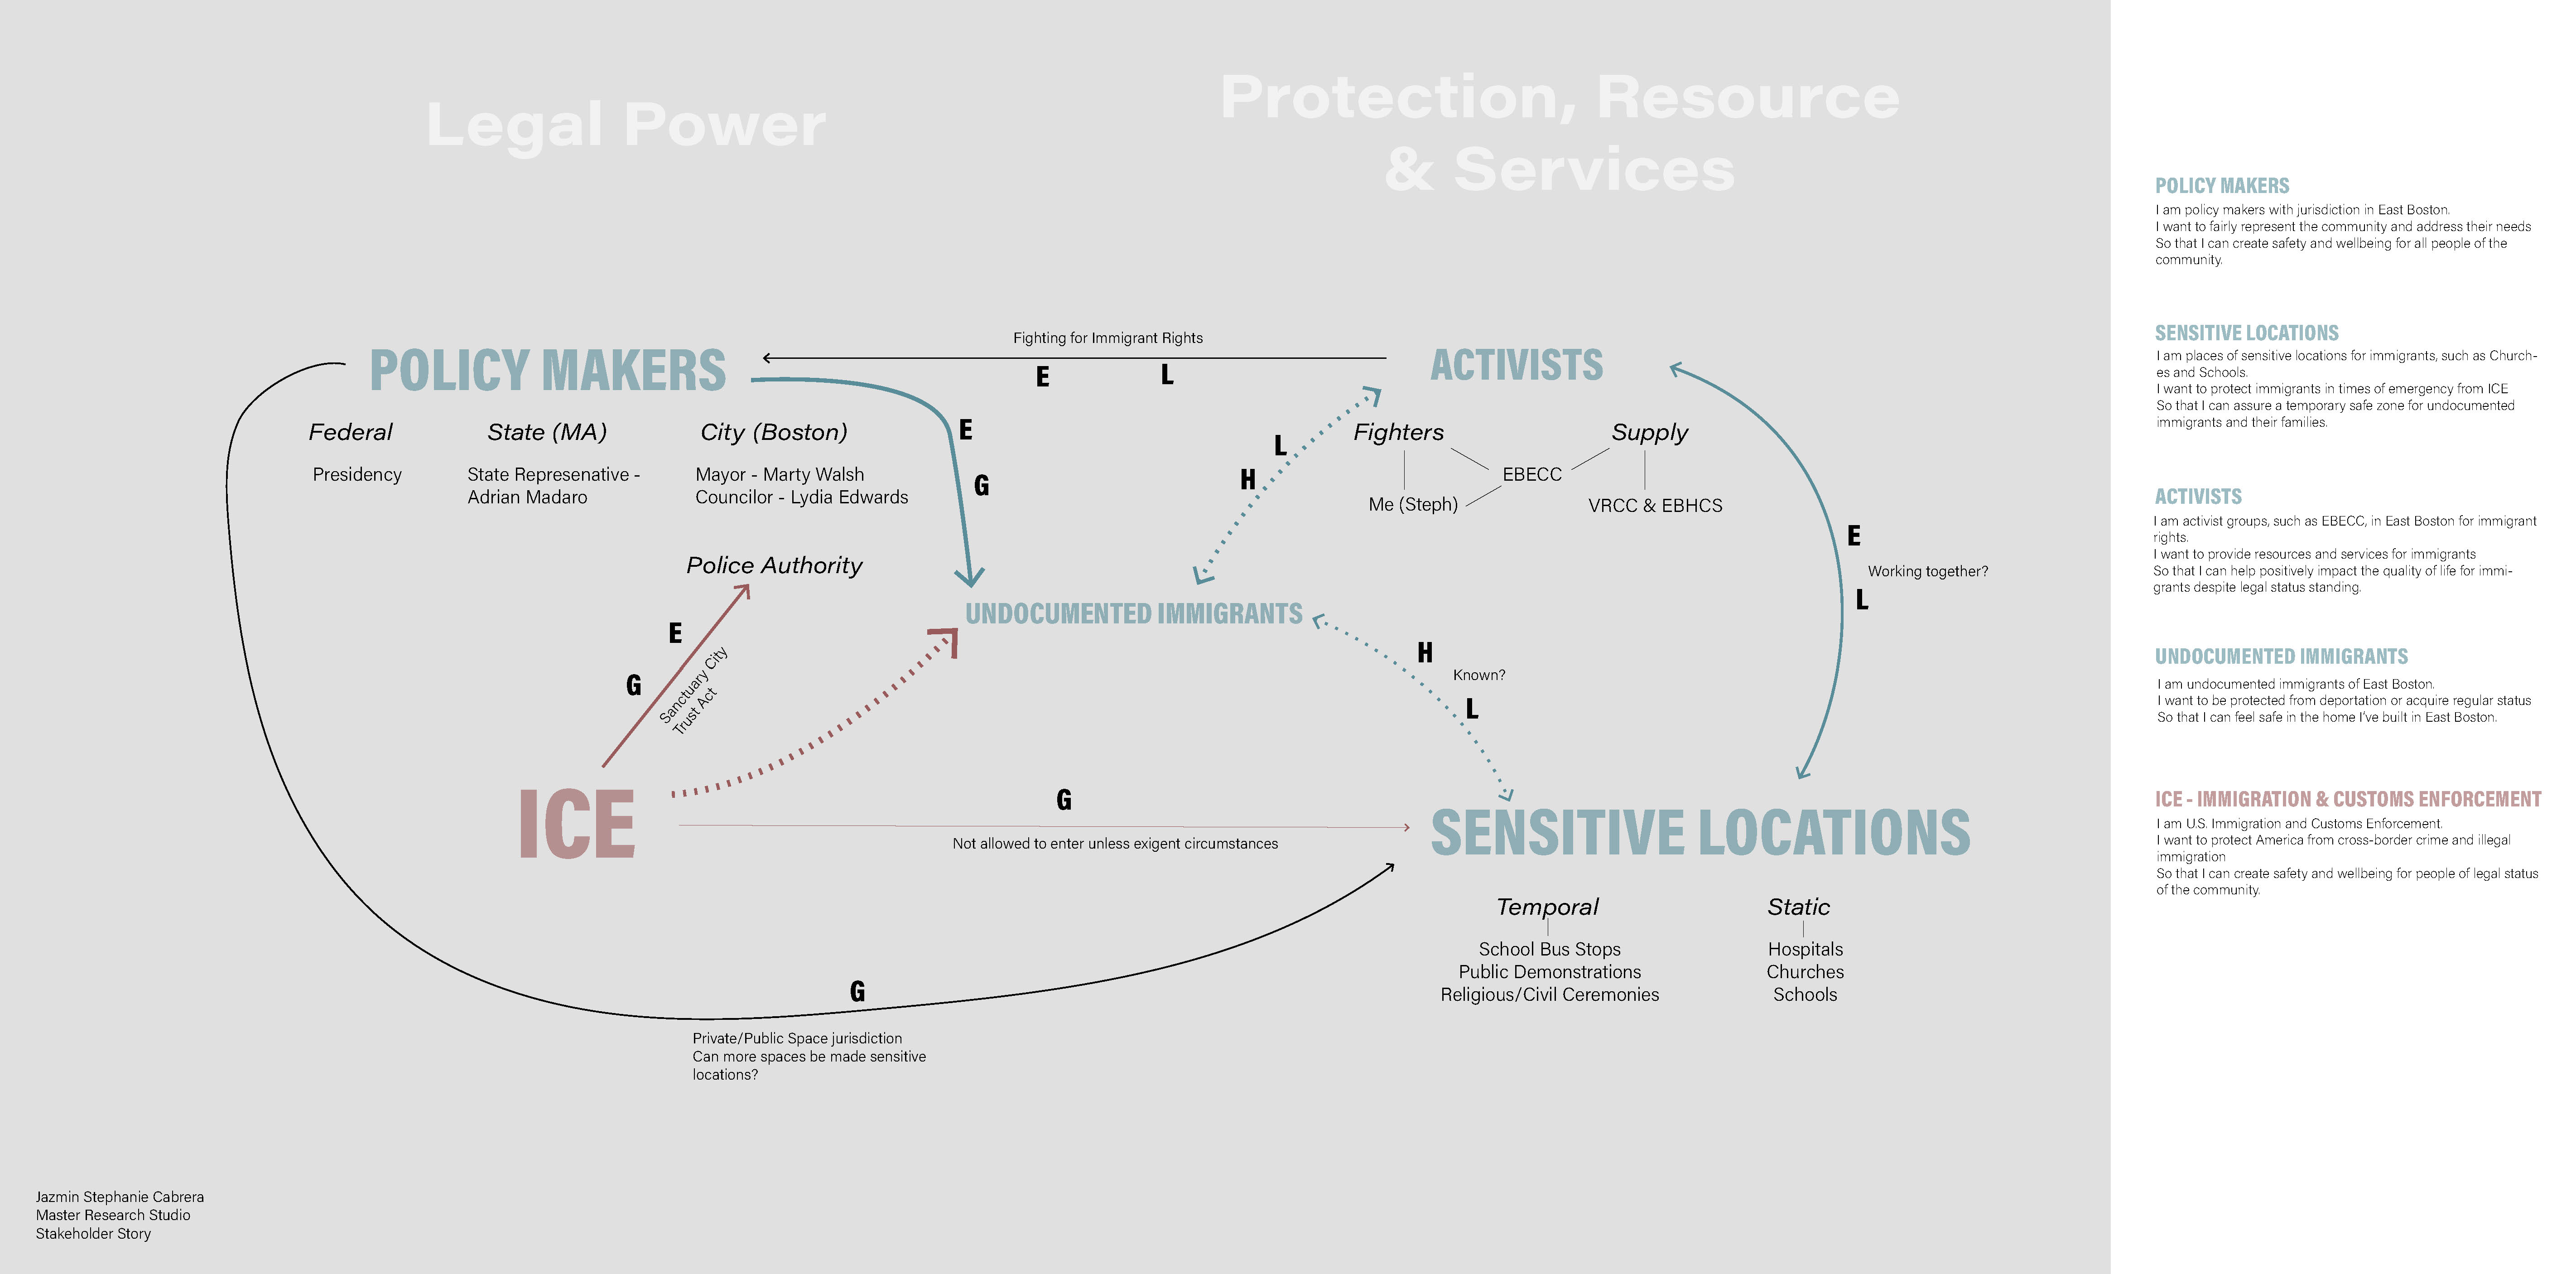 Legal Power
Protection, Resource
& Services
Fighting for Immigrant Rights
POLICY MAKERS
E
L
ACTIVISTS
Federal
State (MA)
City (Boston)
E
G
Presidency
State Represenative -
Adrian Madaro
Mayor - Marty Walsh
Councilor - Lydia Edwards
L
H
Fighters
Supply
EBECC
Me (Steph)
VRCC & EBHCS
E
Working together?
L
Police Authority
UNDOCUMENTED IMMIGRANTS
E
G
Sanctuary City
Trust Act
H
Known?
L
ICE
G
Not allowed to enter unless exigent circumstances
SENSITIVE LOCATIONS
Temporal
School Bus Stops
Public Demonstrations
Religious/Civil Ceremonies
Static
Hospitals
Churches
Schools
G
Private/Public Space jurisdiction
Can more spaces be made sensitive
locations?
Jazmin Stephanie Cabrera
Master Research Studio
Stakeholder Story
POLICY MAKERS
I am policy makers with jurisdiction in East Boston.
I want to fairly represent the community and address their needs
So that I can create safety and wellbeing for all people of the
community.
SENSITIVE LOCATIONS
I am places of sensitive locations for immigrants, such as Church-
es and Schools.
I want to protect immigrants in times of emergency from ICE
So that I can assure a temporary safe zone for undocumented
immigrants and their families.
ACTIVISTS
I am activist groups, such as EBECC, in East Boston for immigrant
rights.
I want to provide resources and services for immigrants
So that I can help positively impact the quality of life for immi-
grants despite legal status standing.
UNDOCUMENTED IMMIGRANTS
I am undocumented immigrants of East Boston.
I want to be protected from deportation or acquire regular status
So that I can feel safe in the home I've built in East Boston.
ICE - IMMIGRATION & CUSTOMS ENFORCEMENT
I am U.S. Immigration and Customs Enforcement.
I want to protect America from cross-border crime and illegal
immigration
So that I can create safety and wellbeing for people of legal status
of the community.